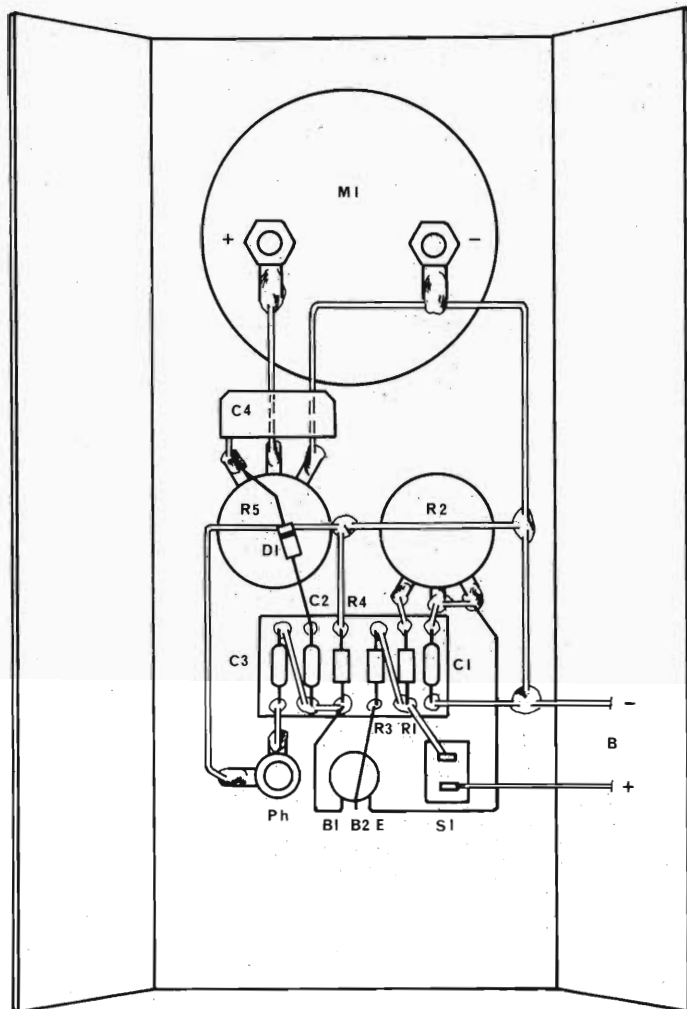 M1
+ -
C4
R5 R2
D1
C2 R4
C3 C1
R3 R1
-
B
+
Ph B1 B2 E S1